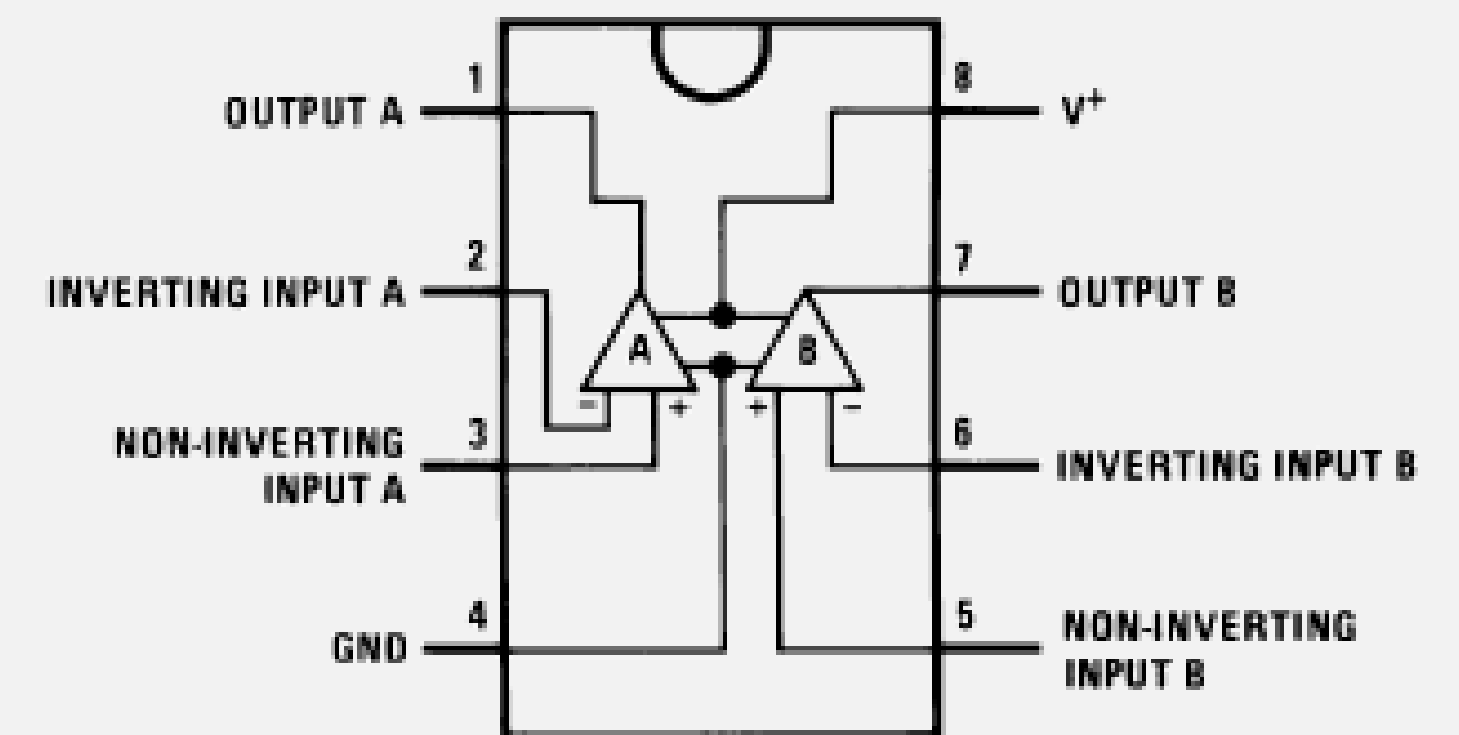 1
OUTPUT A
2
INVERTING INPUT A
3
NON-INVERTING
INPUT A
4
GND
8
V+
7
OUTPUT B
6
INVERTING INPUT B
5
NON-INVERTING
INPUT B
A
B
- +
+ -